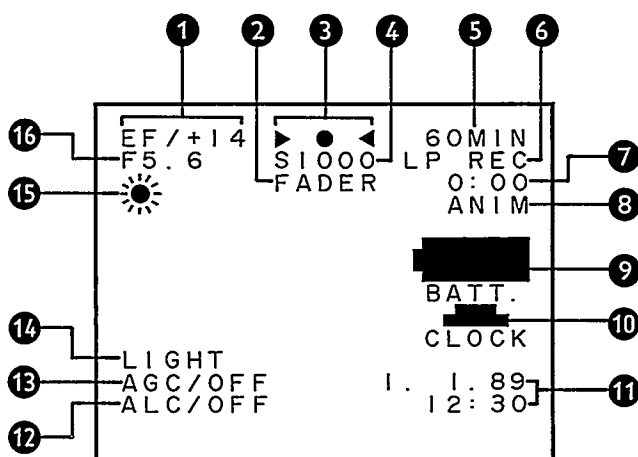 1 2 3 4 5 6
EF/+14 ▶ ● ◀ 60MIN
16 F5.6 S1000 LP REC 7
15 FADER 0:00
ANIM 8
9
BATT.
10
14 CLOCK
LIGHT
13 AGC/OFF 1. 1.89 11
12 ALC/OFF 12:30